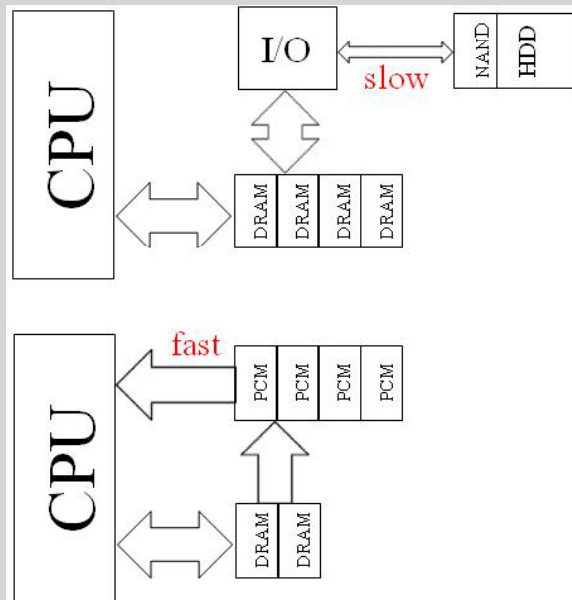 CPU
I/O
slow
NAND
HDD
DRAM
DRAM
DRAM
DRAM
CPU
fast
PCM
PCM
PCM
PCM
DRAM
DRAM